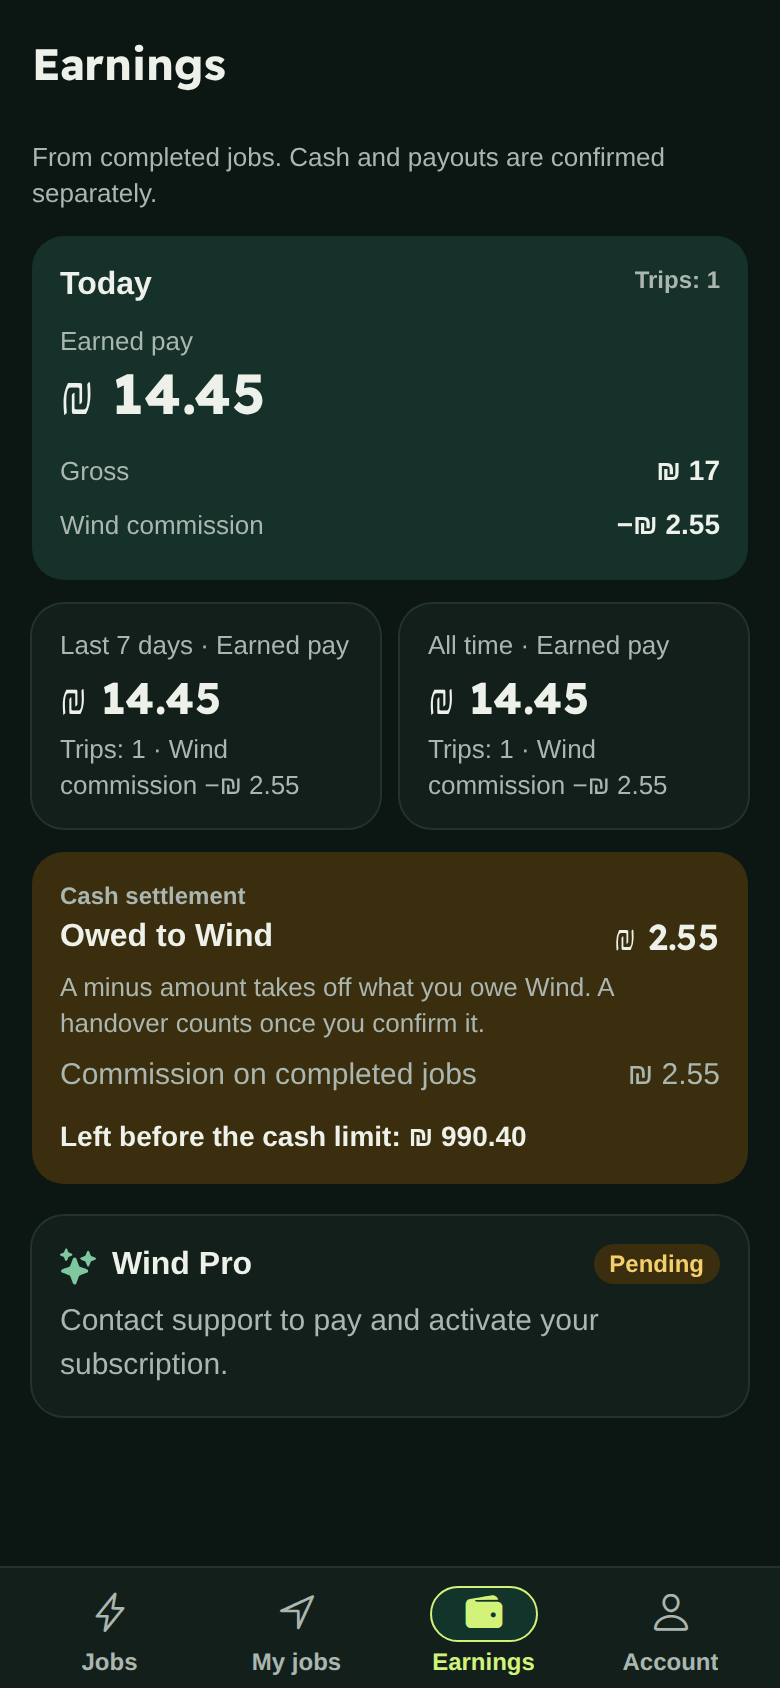 Earnings
From completed jobs. Cash and payouts are confirmed
separately.
Today
Trips: 1
Earned pay
₪ 14.45
Gross
₪ 17
Wind commission
−₪ 2.55
Last 7 days · Earned pay
₪ 14.45
Trips: 1 · Wind
commission −₪ 2.55
All time · Earned pay
₪ 14.45
Trips: 1 · Wind
commission −₪ 2.55
Cash settlement
Owed to Wind
₪ 2.55
A minus amount takes off what you owe Wind. A
handover counts once you confirm it.
Commission on completed jobs
₪ 2.55
Left before the cash limit: ₪ 990.40
Wind Pro
Pending
Contact support to pay and activate your
subscription.
Jobs
My jobs
Earnings
Account